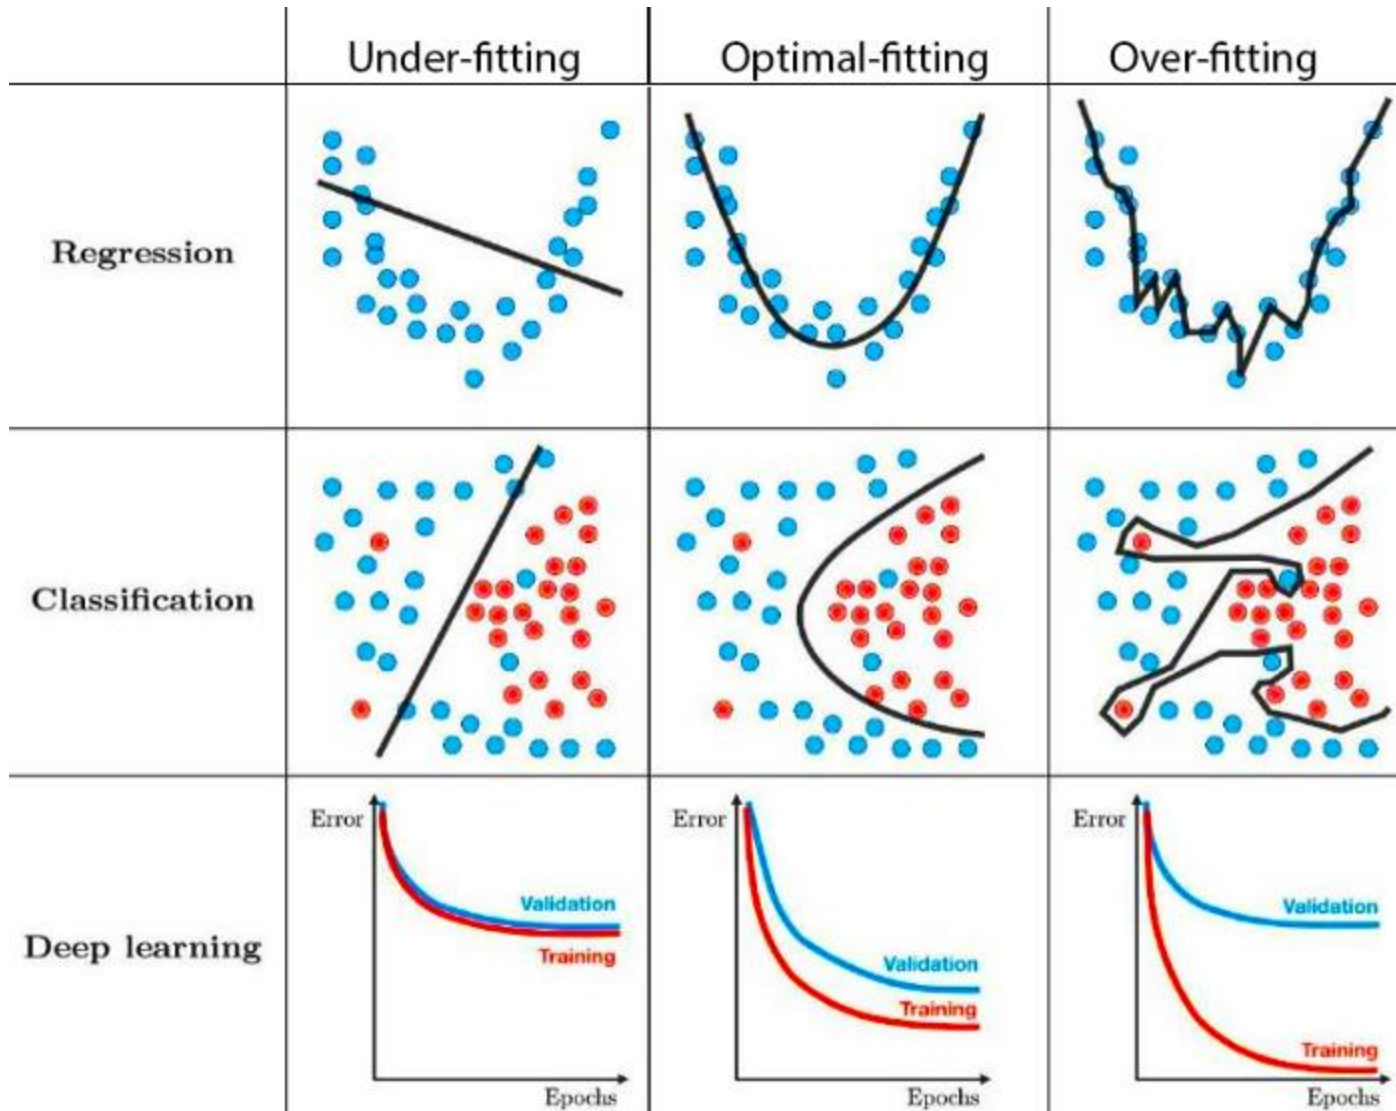 Under-fitting
Optimal-fitting
Over-fitting
Regression
Classification
Deep learning
Error
Validation
Training
Epochs
Error
Validation
Training
Epochs
Error
Validation
Training
Epochs